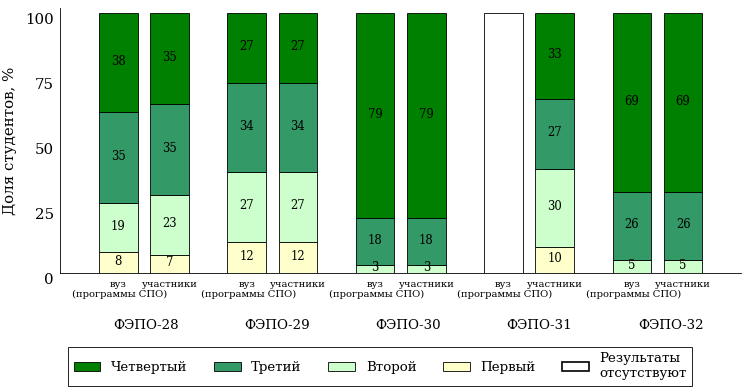 Доля студентов, %
100
75
50
25
0
38 35 27 27 79 79 33 69 69
35 35 34 34 18 18 27 26 26
19 23 27 27 3 3 30 5 5
8 7 12 12 10
вуз участники вуз участники вуз участники вуз участники вуз участники
(программы СПО) (программы СПО) (программы СПО) (программы СПО) (программы СПО)
ФЭПО-28 ФЭПО-29 ФЭПО-30 ФЭПО-31 ФЭПО-32
Четвертый Третий Второй Первый Результаты
отсутствуют